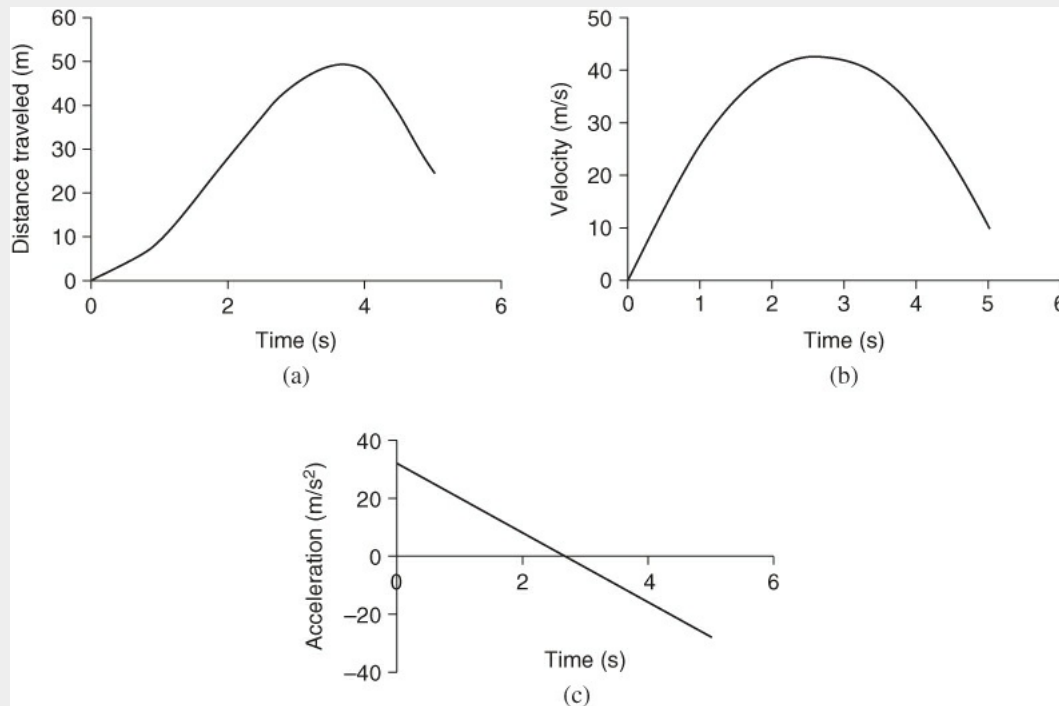 60
50
40
30
20
10
0
Distance traveled (m)
0 2 4 6
Time (s)
(a)
50
40
30
20
10
0
Velocity (m/s)
0 1 2 3 4 5 6
Time (s)
(b)
40
20
0
–20
–40
Acceleration (m/s²)
0 2 4 6
Time (s)
(c)